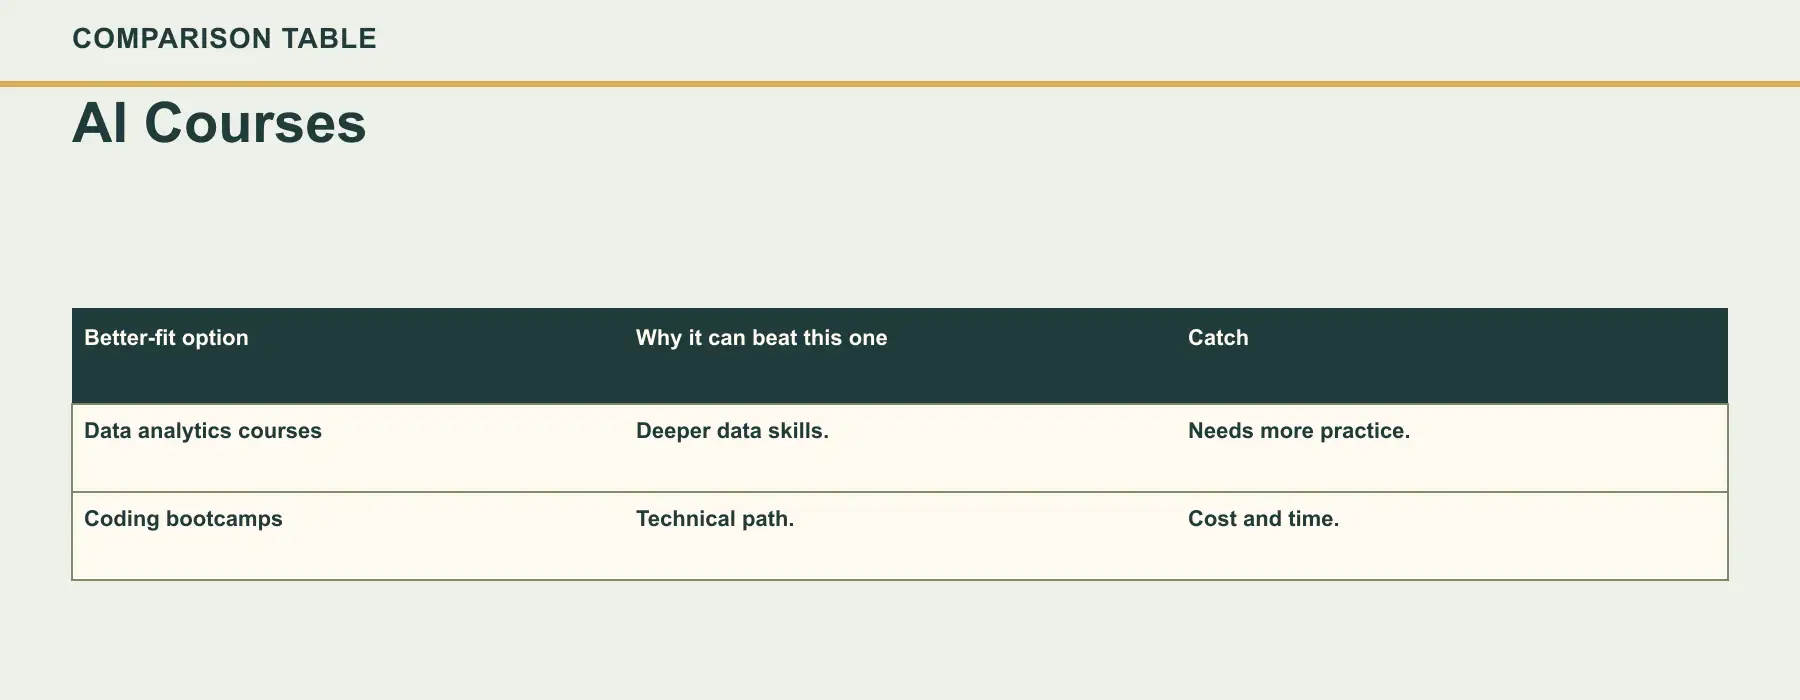 COMPARISON TABLE
AI Courses
Better-fit option Why it can beat this one Catch
Data analytics courses Deeper data skills. Needs more practice.
Coding bootcamps Technical path. Cost and time.